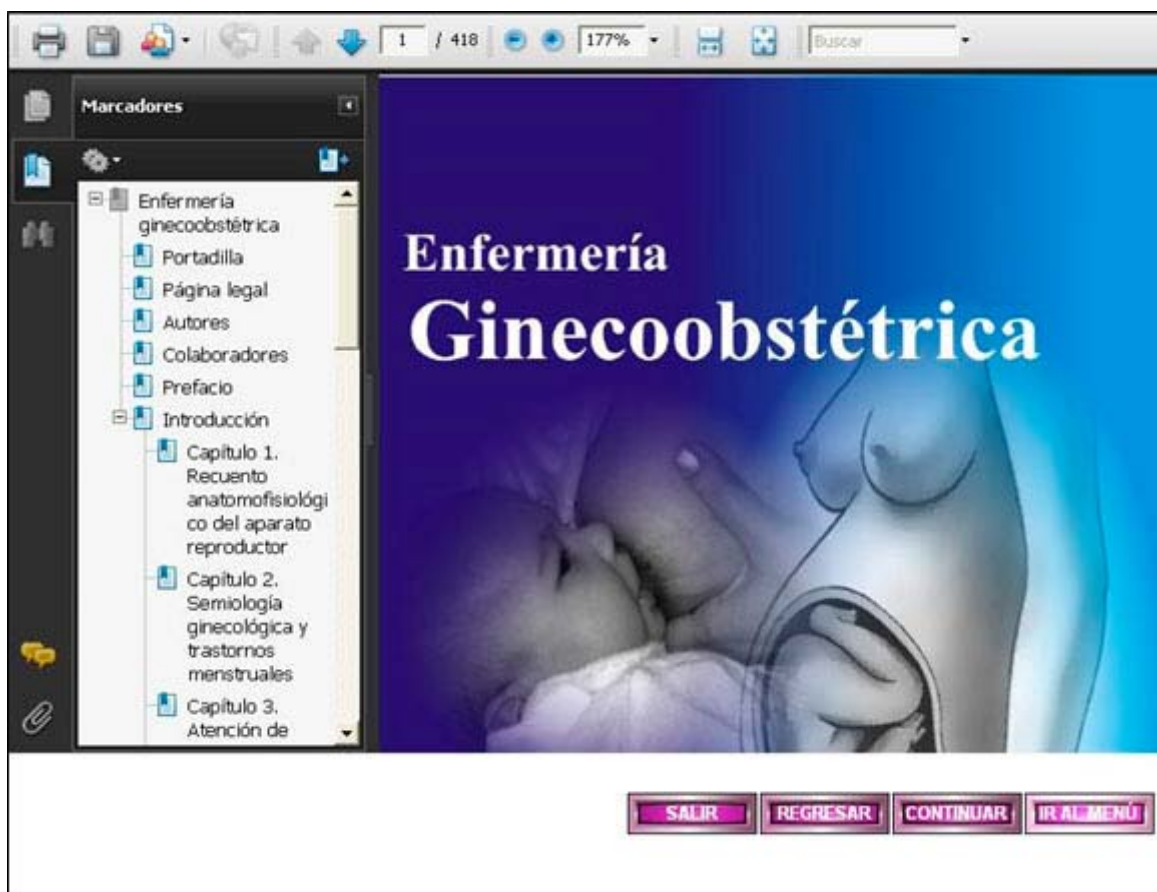 1 / 418 177% Buscar
Marcadores
Enfermería
ginecoobstétrica
Portadilla
Página legal
Autores
Colaboradores
Prefacio
Introducción
Capítulo 1.
Recuento
anatomofisiológi
co del aparato
reproductor
Capítulo 2.
Semiología
ginecológica y
trastornos
menstruales
Capítulo 3.
Atención de
Enfermería
Ginecoobstétrica
SALIR REGRESAR CONTINUAR IR AL MENÚ